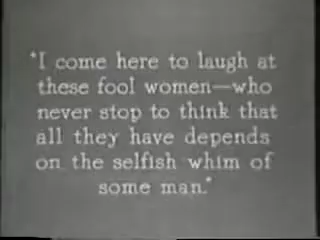 "I come here to laugh at
these fool women—who
never stop to think that
all they have depends
on the selfish whim of
some man."